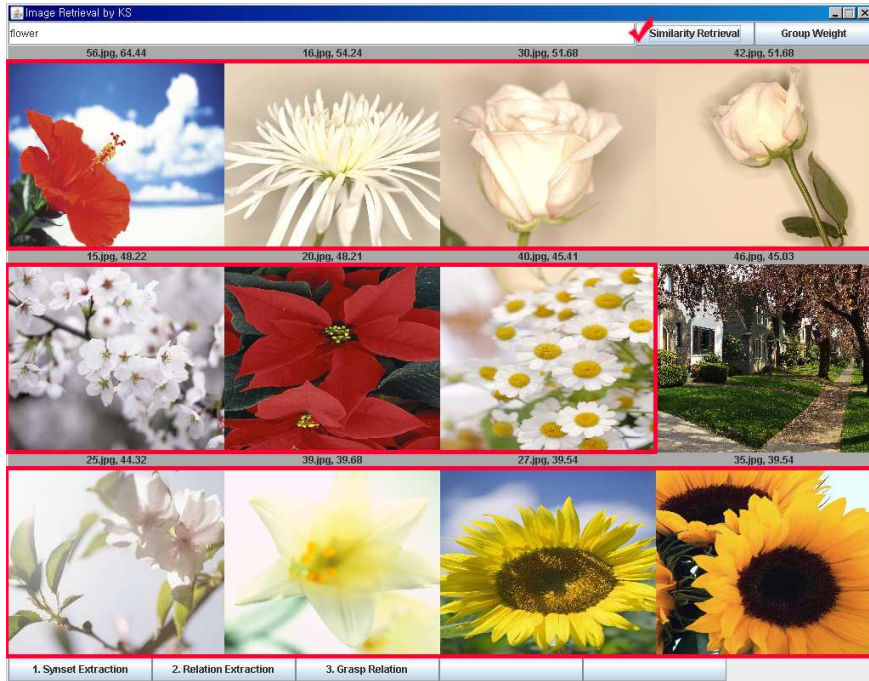 Image Retrieval by KS
flower
Similarity Retrieval Group Weight
56.jpg, 64.44 16.jpg, 54.24 30.jpg, 51.68 42.jpg, 51.68
15.jpg, 48.22 20.jpg, 48.21 40.jpg, 45.41 46.jpg, 45.03
25.jpg, 44.32 39.jpg, 39.68 27.jpg, 39.54 35.jpg, 39.54
1. Synset Extraction 2. Relation Extraction 3. Grasp Relation